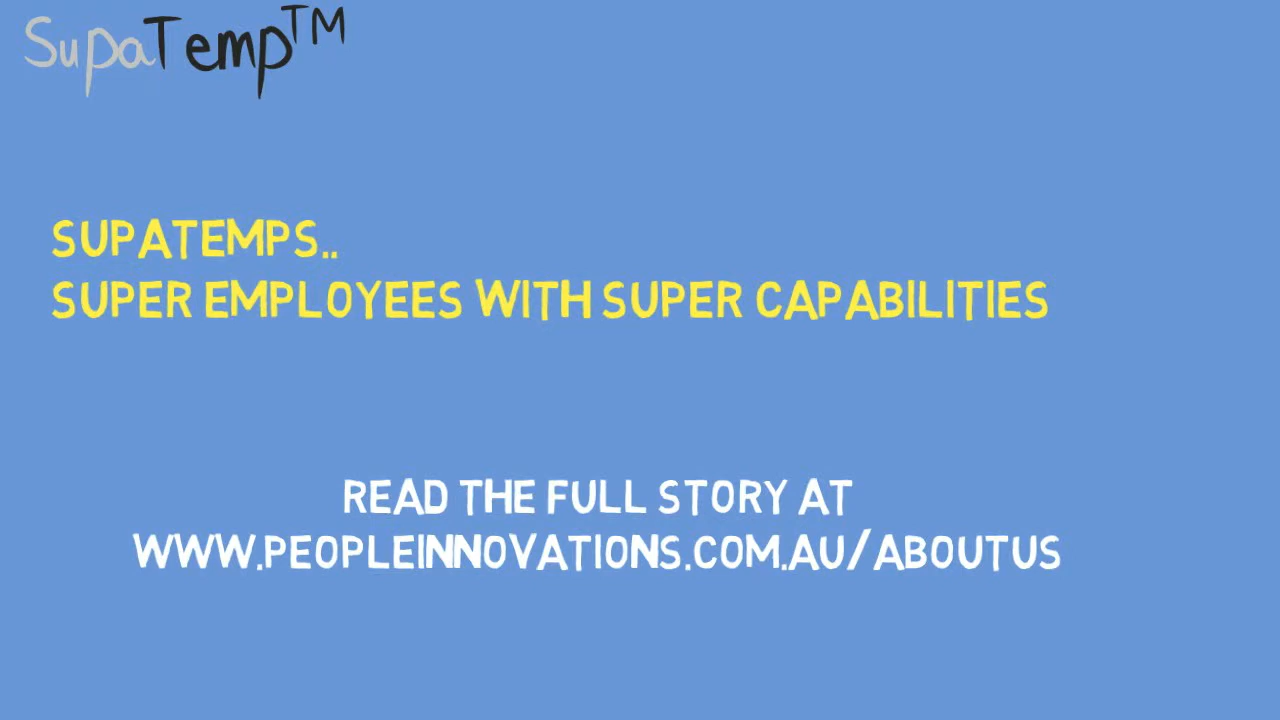 SupaTemp™
SUPATEMPS..
SUPER EMPLOYEES WITH SUPER CAPABILITIES
READ THE FULL STORY AT
WWW.PEOPLEINNOVATIONS.COM.AU/ABOUTUS